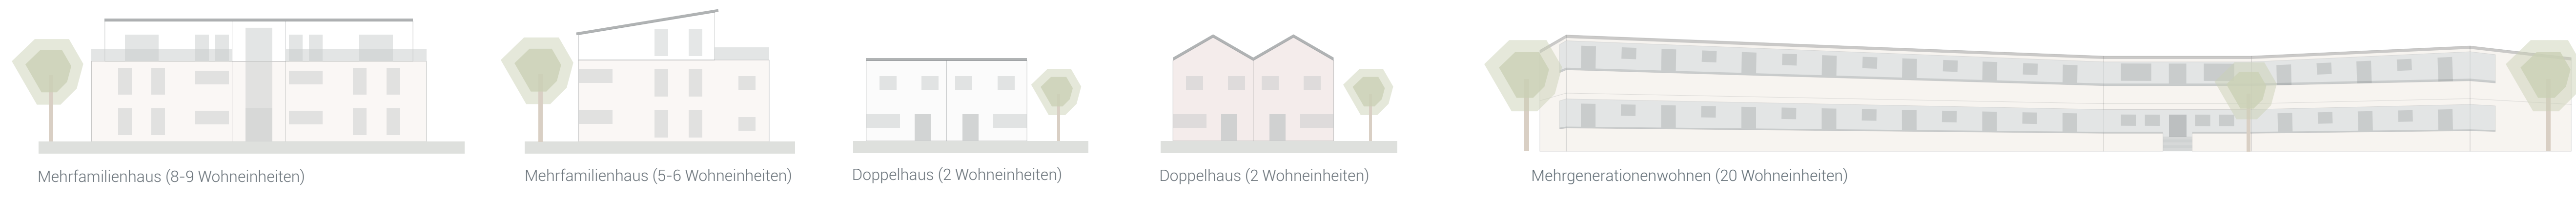 Mehrfamilienhaus (8-9 Wohneinheiten)
Mehrfamilienhaus (5-6 Wohneinheiten)
Doppelhaus (2 Wohneinheiten)
Doppelhaus (2 Wohneinheiten)
Mehrgenerationenwohnen (20 Wohneinheiten)